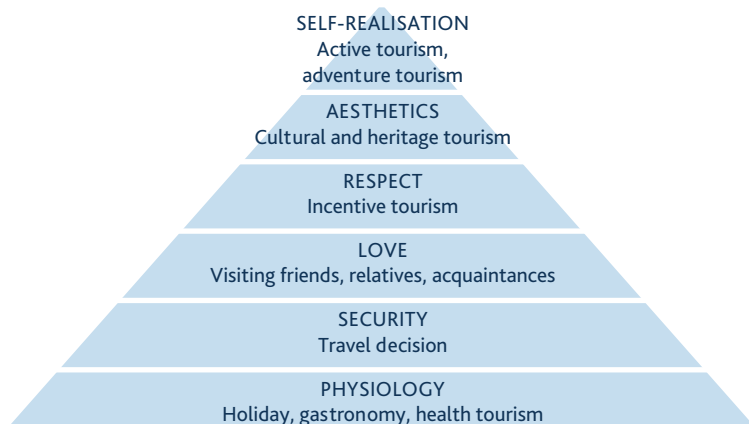 SELF-REALISATION
Active tourism,
adventure tourism
AESTHETICS
Cultural and heritage tourism
RESPECT
Incentive tourism
LOVE
Visiting friends, relatives, acquaintances
SECURITY
Travel decision
PHYSIOLOGY
Holiday, gastronomy, health tourism